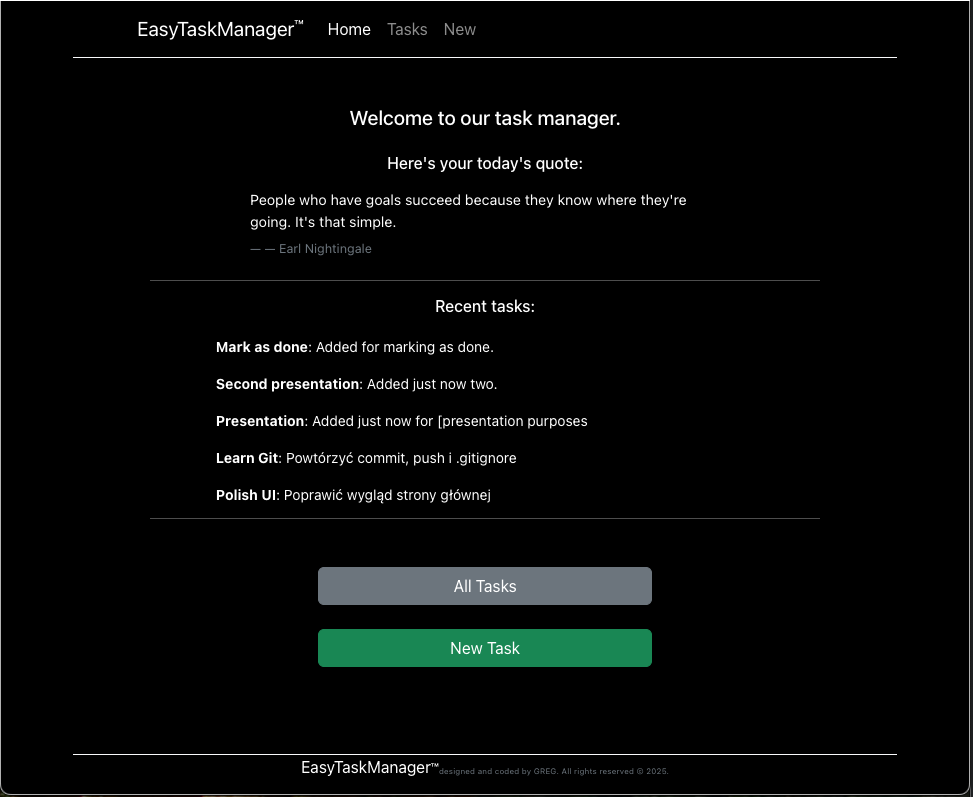 EasyTaskManager™ Home Tasks New
Welcome to our task manager.
Here's your today's quote:
People who have goals succeed because they know where they're
going. It's that simple.
— — Earl Nightingale
Recent tasks:
Mark as done: Added for marking as done.
Second presentation: Added just now two.
Presentation: Added just now for [presentation purposes
Learn Git: Powtórzyć commit, push i .gitignore
Polish UI: Poprawić wygląd strony głównej
All Tasks
New Task
EasyTaskManager™designed and coded by GREG. All rights reserved © 2025.